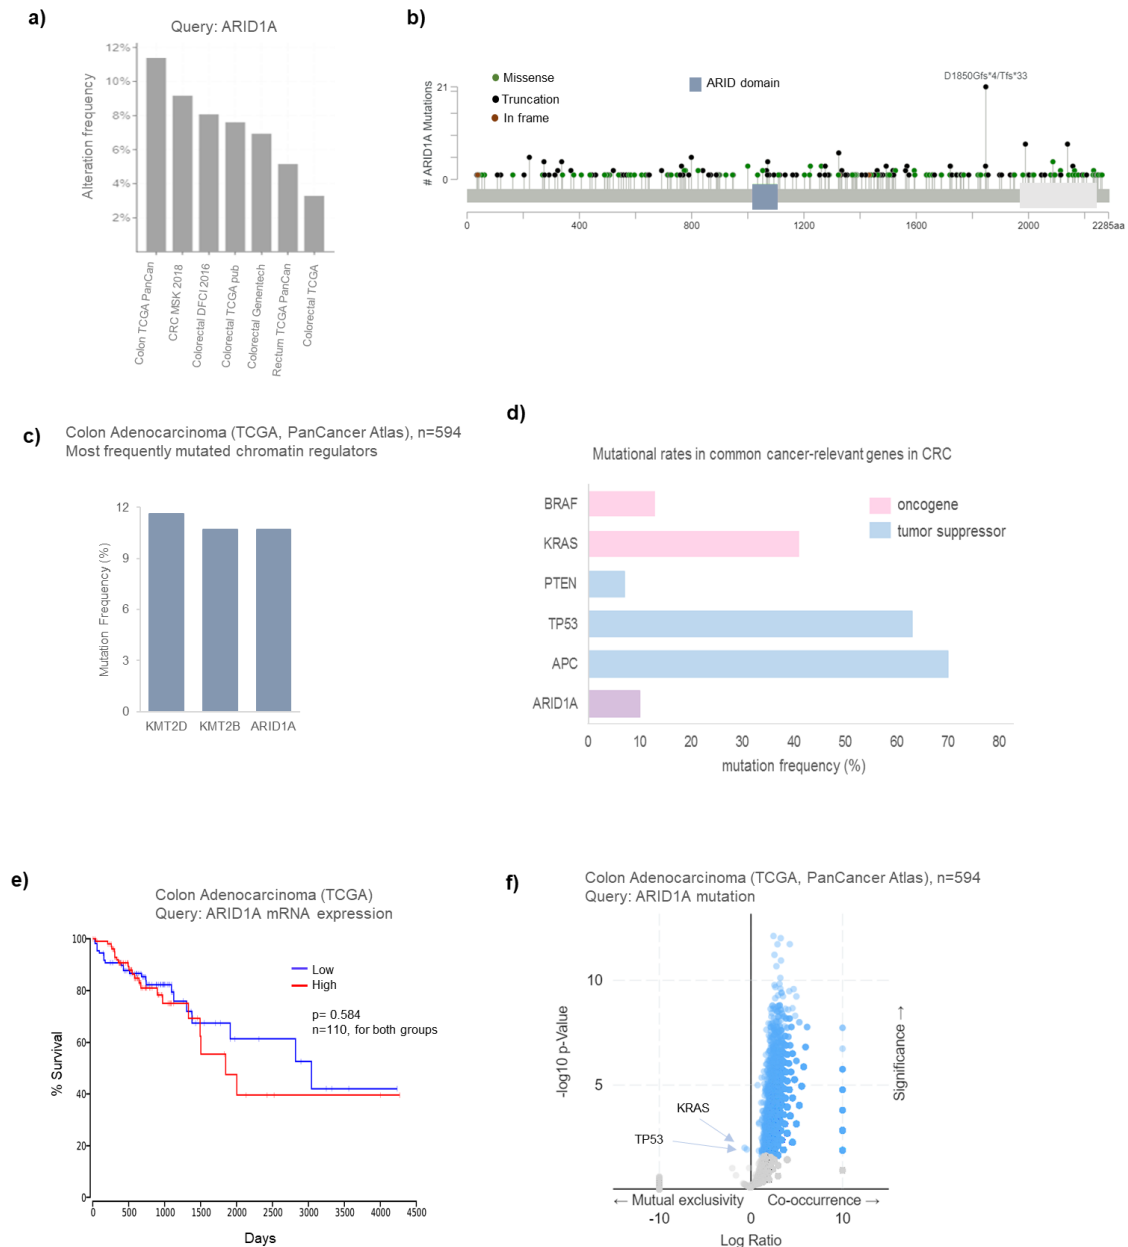 a)
Query: ARID1A
Alteration frequency
12%
10%
8%
6%
4%
2%
Colon TCGA PanCan
CRC MSK 2018
Colorectal DFCI 2016
Colorectal TCGA pub
Colorectal Genentech
Rectum TCGA PanCan
Colorectal TCGA
b)
# ARID1A Mutations
21
0
Missense
Truncation
In frame
ARID domain
D1850Gfs*4/Tfs*33
0
400
800
1200
1600
2000
2285aa
c)
Colon Adenocarcinoma (TCGA, PanCancer Atlas), n=594
Most frequently mutated chromatin regulators
Mutation Frequency (%)
12
9
6
3
0
KMT2D
KMT2B
ARID1A
d)
Mutational rates in common cancer-relevant genes in CRC
BRAF
KRAS
PTEN
TP53
APC
ARID1A
oncogene
tumor suppressor
0
10
20
30
40
50
60
70
80
mutation frequency (%)
e)
Colon Adenocarcinoma (TCGA)
Query: ARID1A mRNA expression
% Survival
100
80
60
40
20
0
Low
High
p= 0.584
n=110, for both groups
0
500
1000
1500
2000
2500
3000
3500
4000
4500
Days
f)
Colon Adenocarcinoma (TCGA, PanCancer Atlas), n=594
Query: ARID1A mutation
-log10 p-Value
10
5
KRAS
TP53
Significance →
← Mutual exclusivity
Co-occurrence →
-10
0
10
Log Ratio